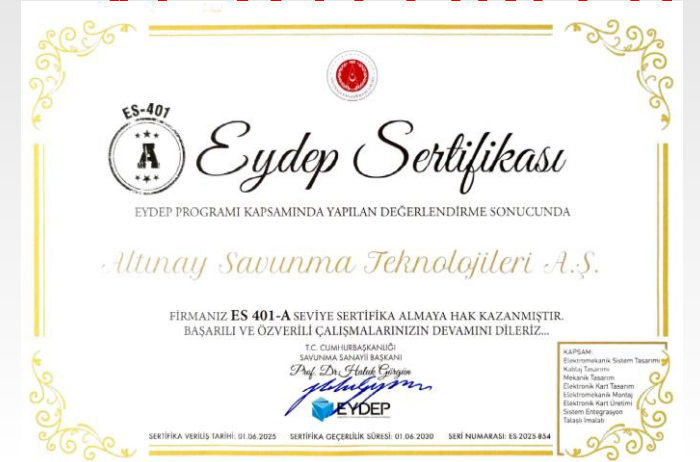 ES-401
A
Eydep Sertifikası
EYDEP PROGRAMI KAPSAMINDA YAPILAN DEĞERLENDİRME SONUCUNDA
Altınay Savunma Teknolojileri A.Ş.
FİRMANIZ ES 401-A SEVİYE SERTİFİKA ALMAYA HAK KAZANMIŞTIR.
BAŞARILI VE ÖZVERİLİ ÇALIŞMALARINIZIN DEVAMINI DİLERİZ...
T.C. CUMHURBAŞKANLIĞI
SAVUNMA SANAYİİ BAŞKANI
Prof. Dr. Haluk Görgün
EYDEP
KAPSAM:
Elektromekanik Sistem Tasarımı
Kablaj Tasarımı
Mekanik Tasarım
Elektronik Kart Tasarım
Elektromekanik Montaj
Elektronik Kart Üretimi
Sistem Entegrasyon
Talaşlı İmalatı
SERTİFİKA VERİLİŞ TARİHİ: 01.06.2025 SERTİFİKA GEÇERLİLİK SÜRESİ: 01.06.2030 SERİ NUMARASI: ES-2025-854